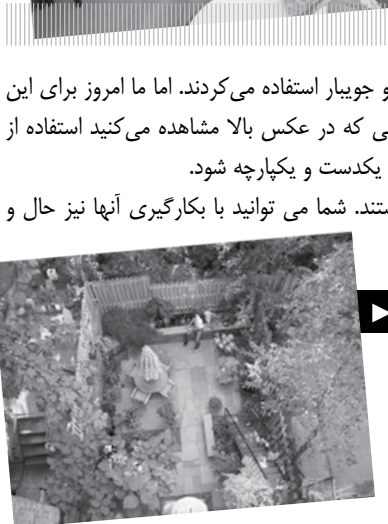 و جویبار استفاده می‌کردند. اما ما امروز برای این
ی که در عکس بالا مشاهده می‌کنید استفاده از
یکدست و یکپارچه شود.
ستند. شما می توانید با بکارگیری آنها نیز حال و